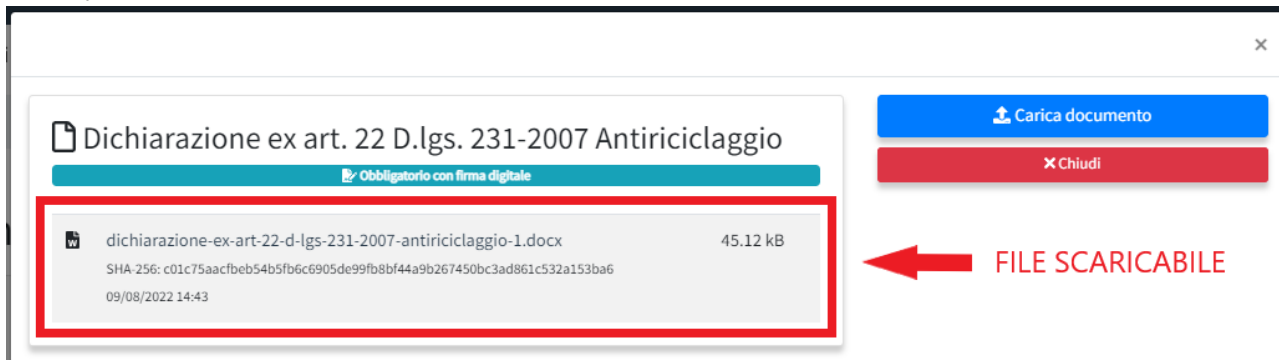 ×
Dichiarazione ex art. 22 D.lgs. 231-2007 Antiriciclaggio
Obbligatorio con firma digitale
dichiarazione-ex-art-22-d-lgs-231-2007-antiriciclaggio-1.docx 45.12 kB
SHA-256: c01c75aacfbeb54b5fb6c6905de99fb8bf44a9b267450bc3ad861c532a153ba6
09/08/2022 14:43
Carica documento
Chiudi
FILE SCARICABILE